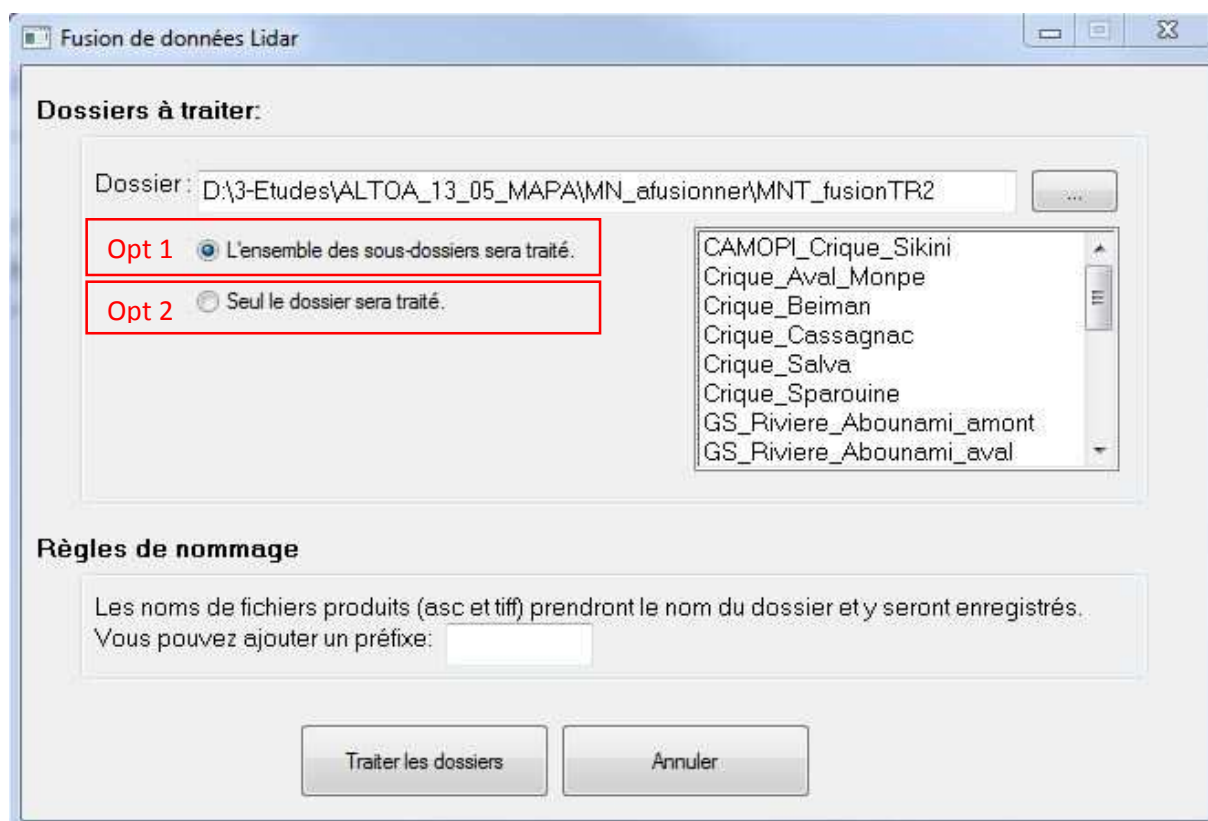 Fusion de données Lidar
Dossiers à traiter:
Dossier : D:\3-Etudes\ALTOA_13_05_MAPA\MN_afusionner\MNT_fusionTR2 ...
Opt 1 L'ensemble des sous-dossiers sera traité.
Opt 2 Seul le dossier sera traité.
CAMOPI_Crique_Sikini
Crique_Aval_Monpe
Crique_Beiman
Crique_Cassagnac
Crique_Salva
Crique_Sparouine
GS_Riviere_Abounami_amont
GS_Riviere_Abounami_aval
Règles de nommage
Les noms de fichiers produits (asc et tiff) prendront le nom du dossier et y seront enregistrés.
Vous pouvez ajouter un préfixe:
Traiter les dossiers Annuler